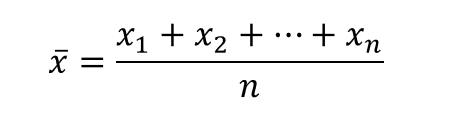 x̄ = (x₁ + x₂ + ⋯ + xₙ) / n